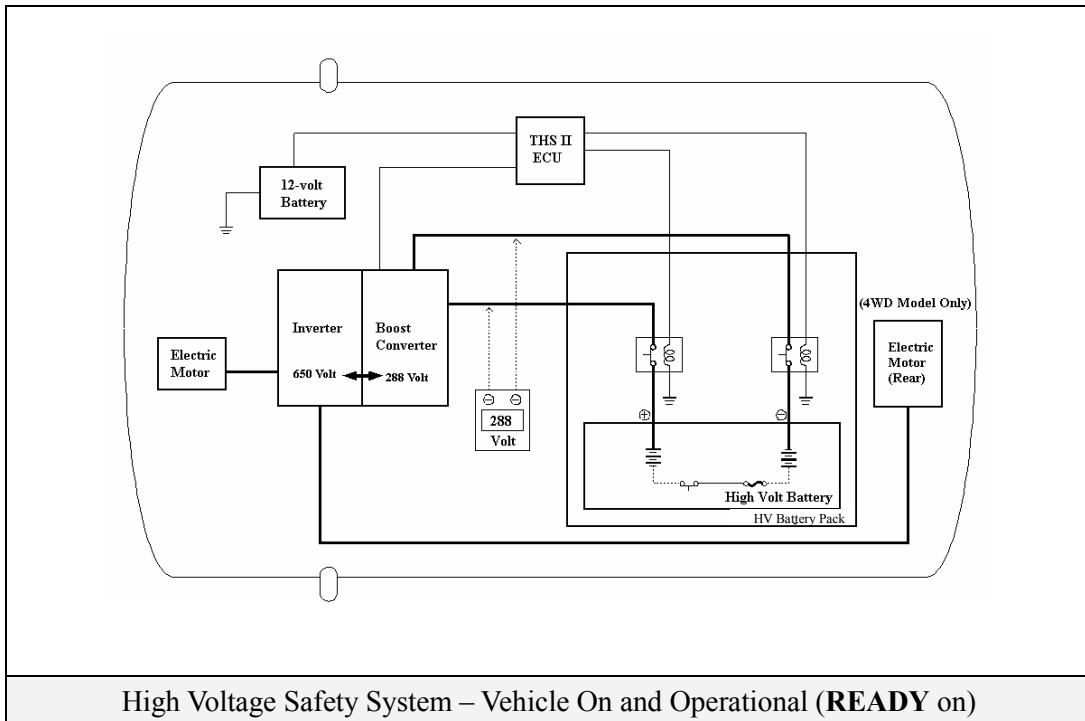 THS II
ECU
12-volt
Battery
(4WD Model Only)
Inverter
Boost
Converter
650 Volt
288 Volt
Electric
Motor
Electric
Motor
(Rear)
⊖ ⊖
288
Volt
⊕
⊖
High Volt Battery
HV Battery Pack
High Voltage Safety System – Vehicle On and Operational (READY on)